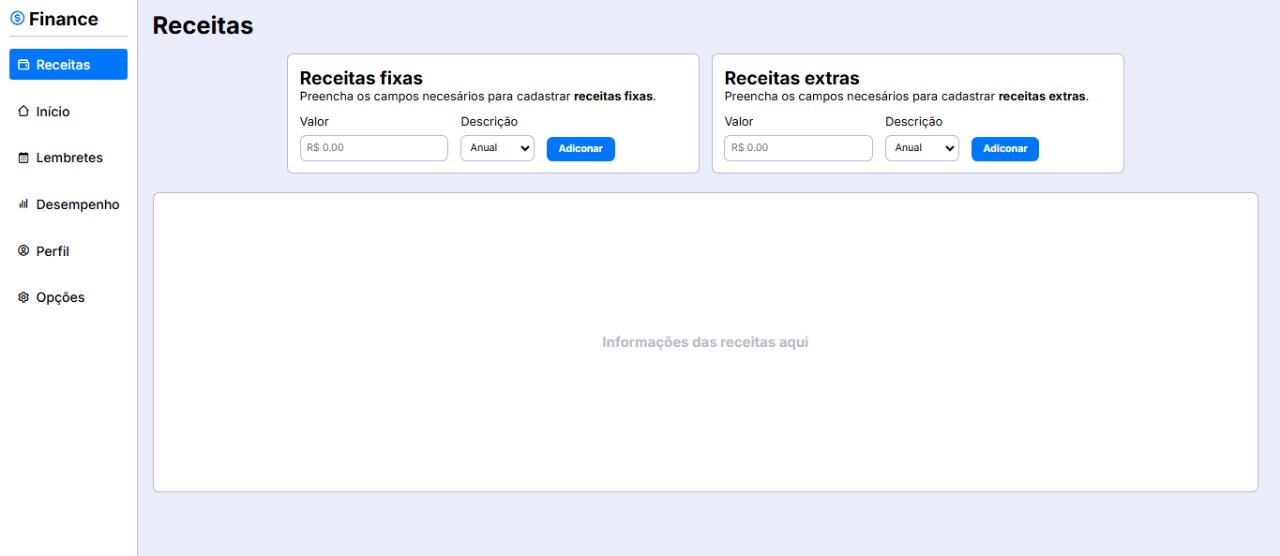 Finance
Receitas
Início
Lembretes
Desempenho
Perfil
Opções
Receitas
Receitas fixas
Preencha os campos necesários para cadastrar receitas fixas.
Valor Descrição
R$ 0.00 Anual Adiconar
Receitas extras
Preencha os campos necesários para cadastrar receitas extras.
Valor Descrição
R$ 0.00 Anual Adiconar
Informações das receitas aqui